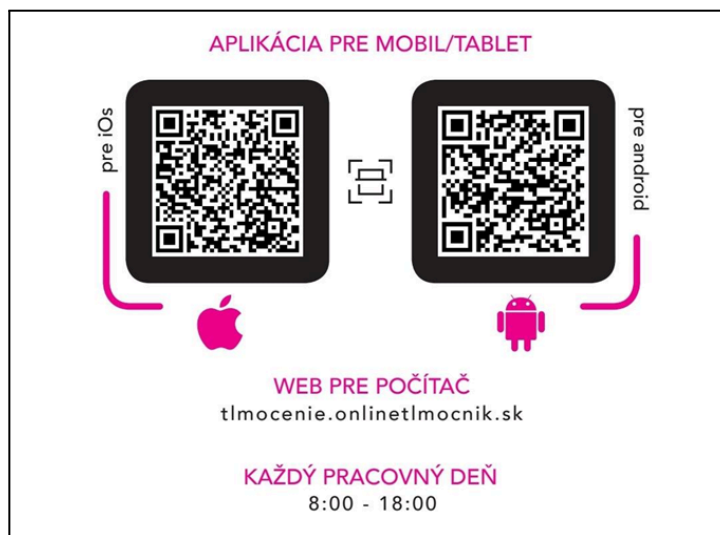 APLIKÁCIA PRE MOBIL/TABLET
pre iOs
pre android
WEB PRE POČÍTAČ
tlmocenie.onlinetlmocnik.sk
KAŽDÝ PRACOVNÝ DEŇ
8:00 - 18:00